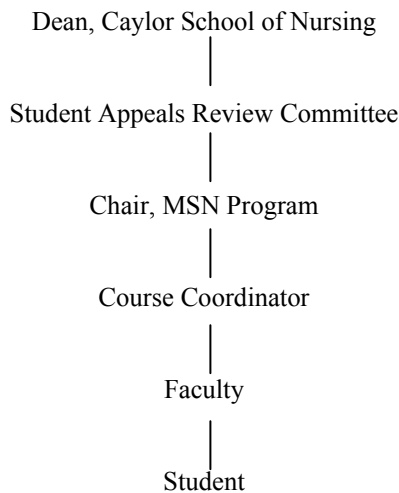 Dean, Caylor School of Nursing
Student Appeals Review Committee
Chair, MSN Program
Course Coordinator
Faculty
Student